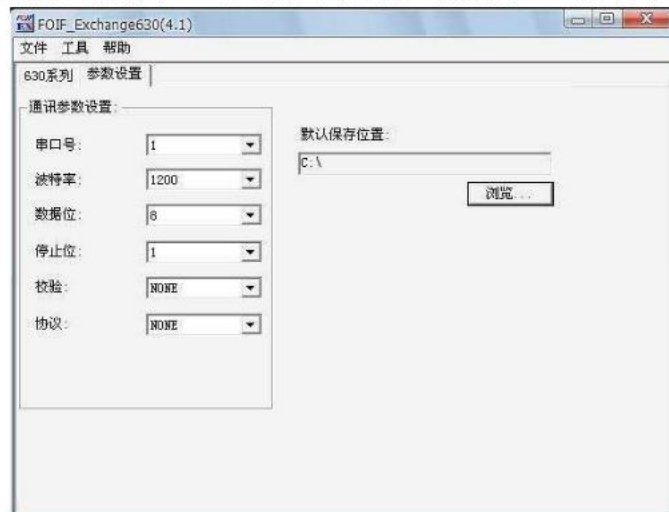 FOIF_Exchange630(4.1)
文件 工具 帮助
630系列 参数设置
通讯参数设置:
串口号: 1
波特率: 1200
数据位: 8
停止位: 1
校验: NONE
协议: NONE
默认保存位置:
C:\
浏览...